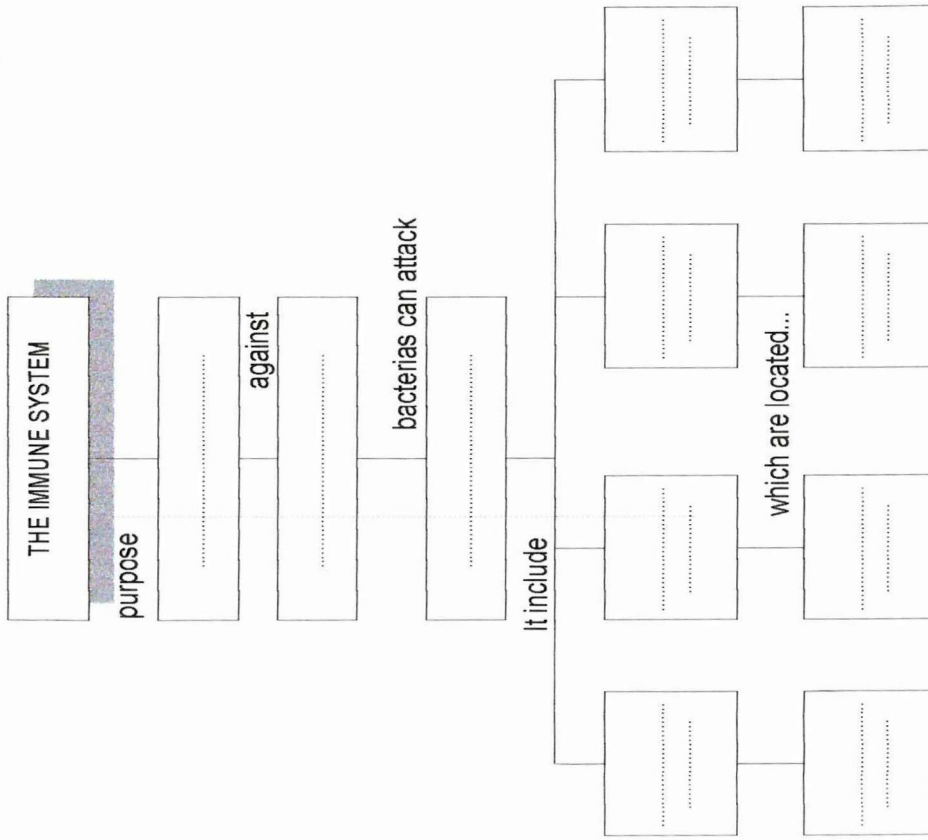 THE IMMUNE SYSTEM
purpose
against
bacterias can attack
It include
which are located...